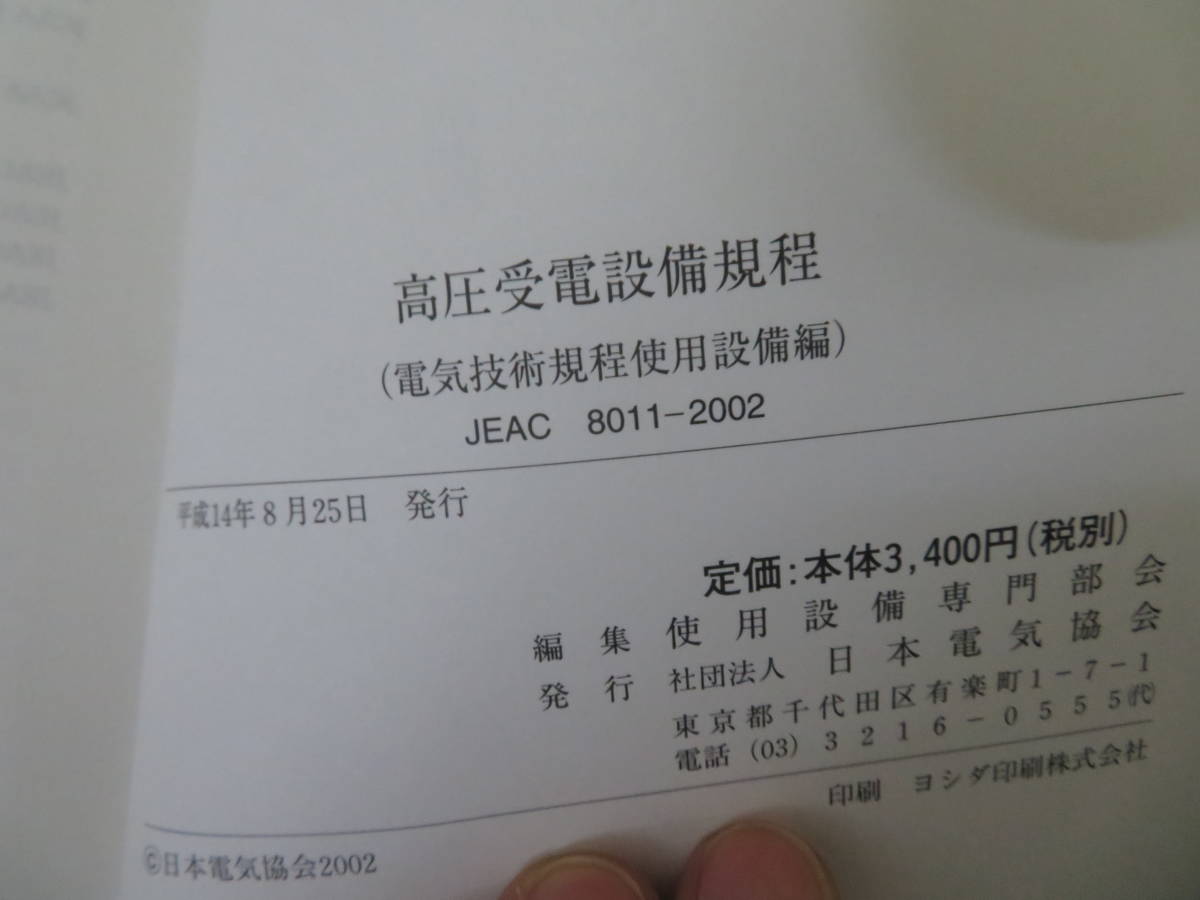 高圧受電設備規程
(電気技術規程使用設備編)
JEAC 8011-2002
平成14年8月25日 発行
定価:本体3,400円(税別)
編集 使用設備専門部会
発行 社団法人 日本電気協会
東京都千代田区有楽町1-7-1
電話 (03) 3216-0555㈹
印刷 ヨシダ印刷株式会社
©日本電気協会2002